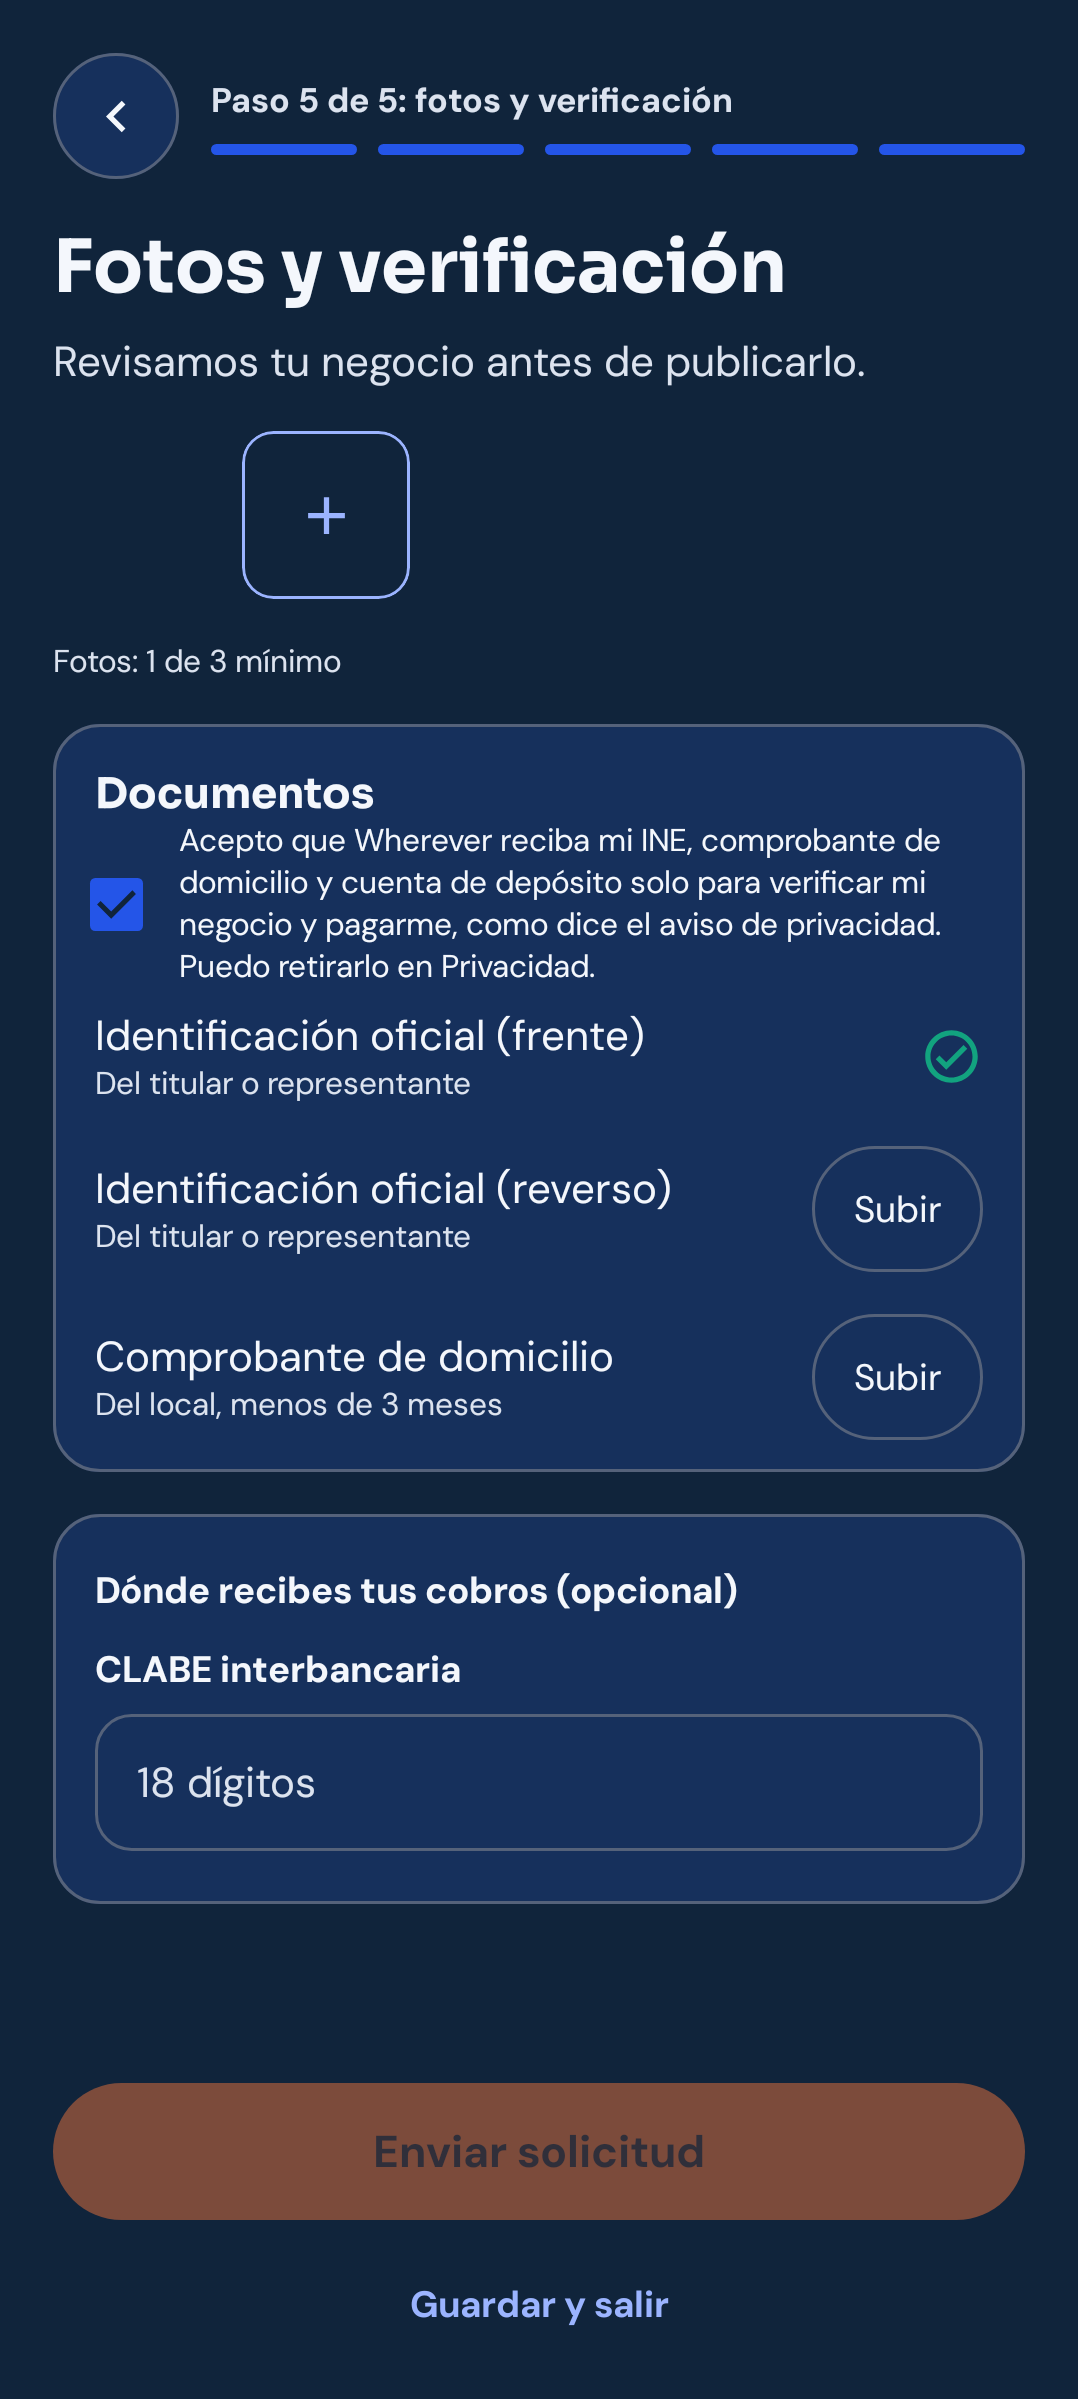 Paso 5 de 5: fotos y verificación
Fotos y verificación
Revisamos tu negocio antes de publicarlo.
Fotos: 1 de 3 mínimo
Documentos
Acepto que Wherever reciba mi INE, comprobante de
domicilio y cuenta de depósito solo para verificar mi
negocio y pagarme, como dice el aviso de privacidad.
Puedo retirarlo en Privacidad.
Identificación oficial (frente)
Del titular o representante
Identificación oficial (reverso)
Del titular o representante
Subir
Comprobante de domicilio
Del local, menos de 3 meses
Subir
Dónde recibes tus cobros (opcional)
CLABE interbancaria
18 dígitos
Enviar solicitud
Guardar y salir